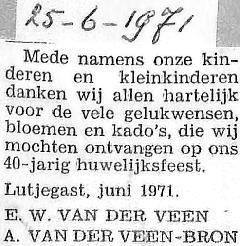 25-6-1971
Mede namens onze kin-
deren en kleinkinderen
danken wij allen hartelijk
voor de vele gelukwensen,
bloemen en kado's, die wij
mochten ontvangen op ons
40-jarig huwelijksfeest.
Lutjegast, juni 1971.
E. W. VAN DER VEEN
A. VAN DER VEEN-BRON